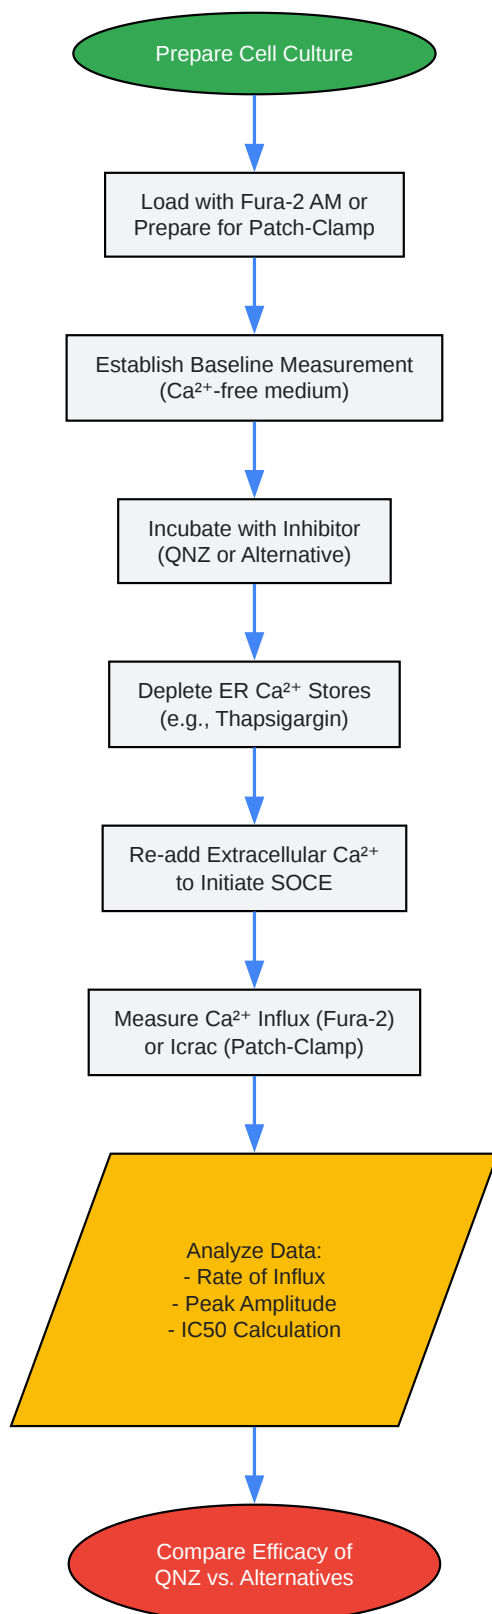 Prepare Cell Culture
Load with Fura-2 AM or
Prepare for Patch-Clamp
Establish Baseline Measurement
(Ca²⁺-free medium)
Incubate with Inhibitor
(QNZ or Alternative)
Deplete ER Ca²⁺ Stores
(e.g., Thapsigargin)
Re-add Extracellular Ca²⁺
to Initiate SOCE
Measure Ca²⁺ Influx (Fura-2)
or Icrac (Patch-Clamp)
Analyze Data:
- Rate of Influx
- Peak Amplitude
- IC50 Calculation
Compare Efficacy of
QNZ vs. Alternatives